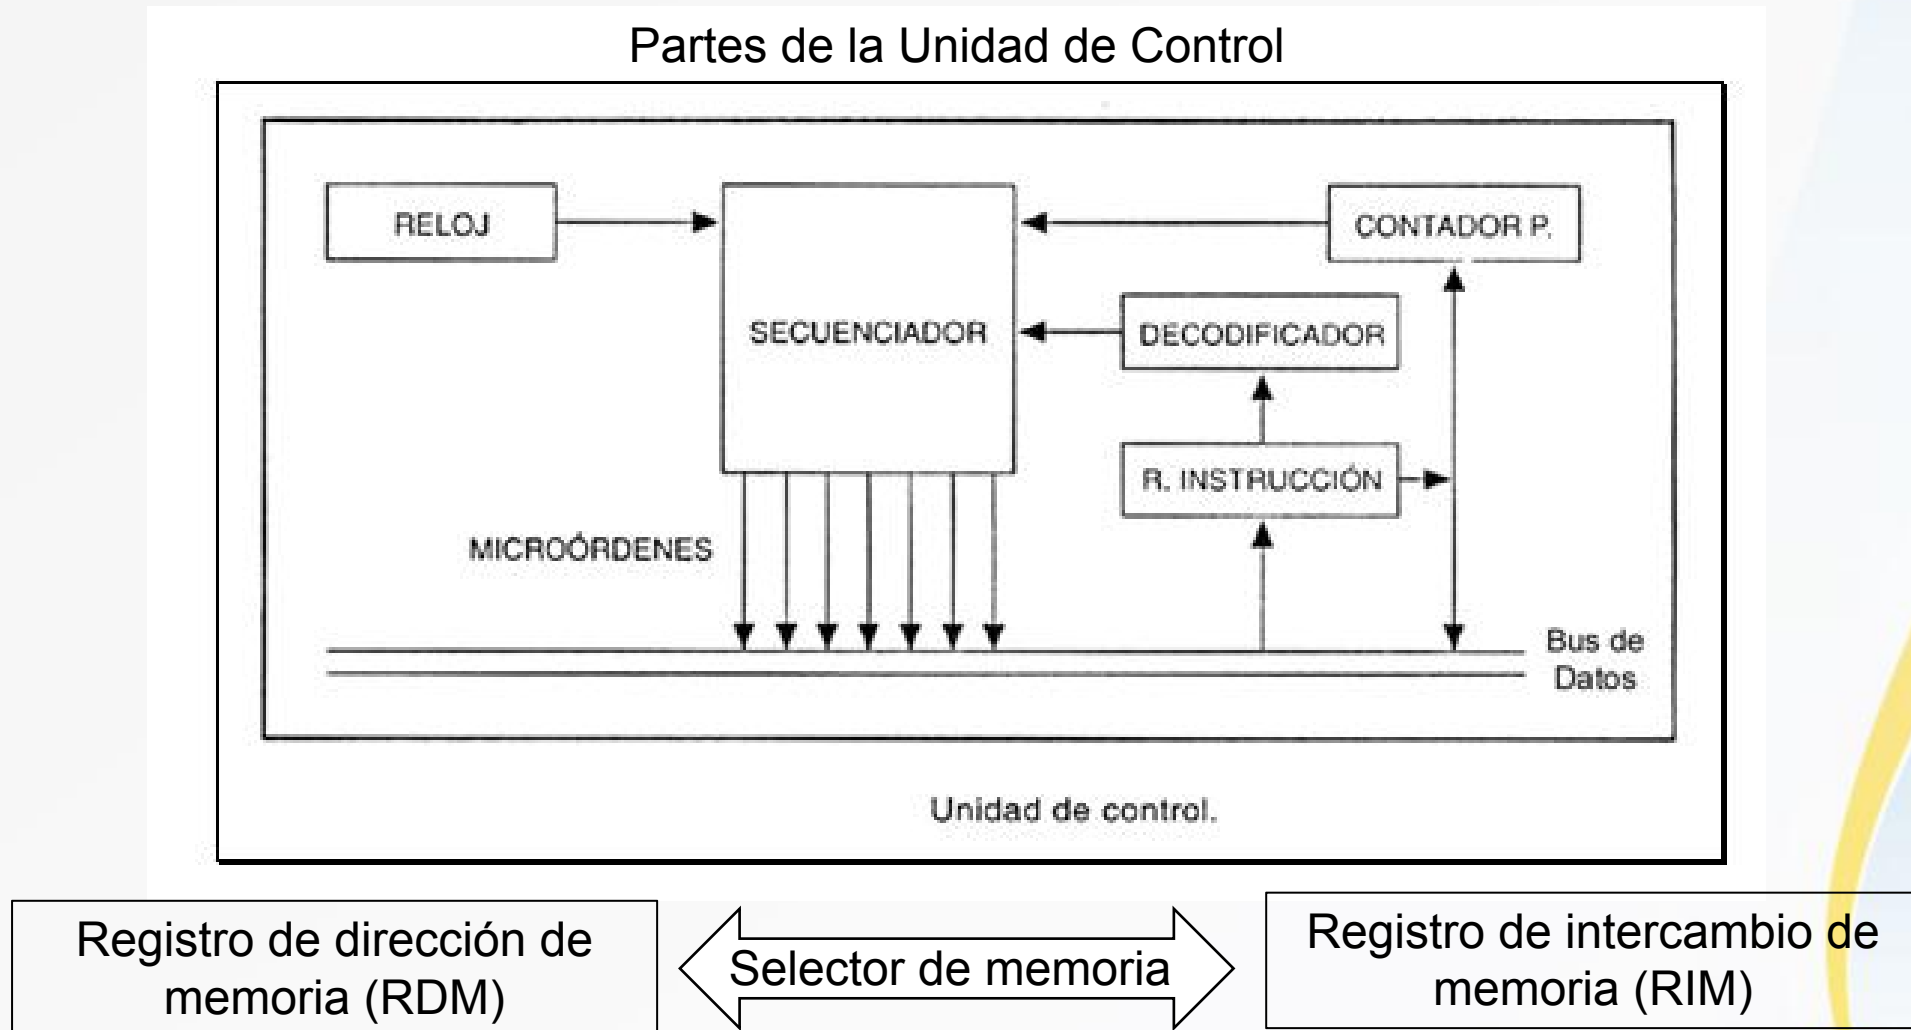 Partes de la Unidad de Control
RELOJ
CONTADOR P.
SECUENCIADOR
DECODIFICADOR
R. INSTRUCCIÓN
MICROÓRDENES
Bus de
Datos
Unidad de control.
Registro de dirección de
memoria (RDM)
Selector de memoria
Registro de intercambio de
memoria (RIM)